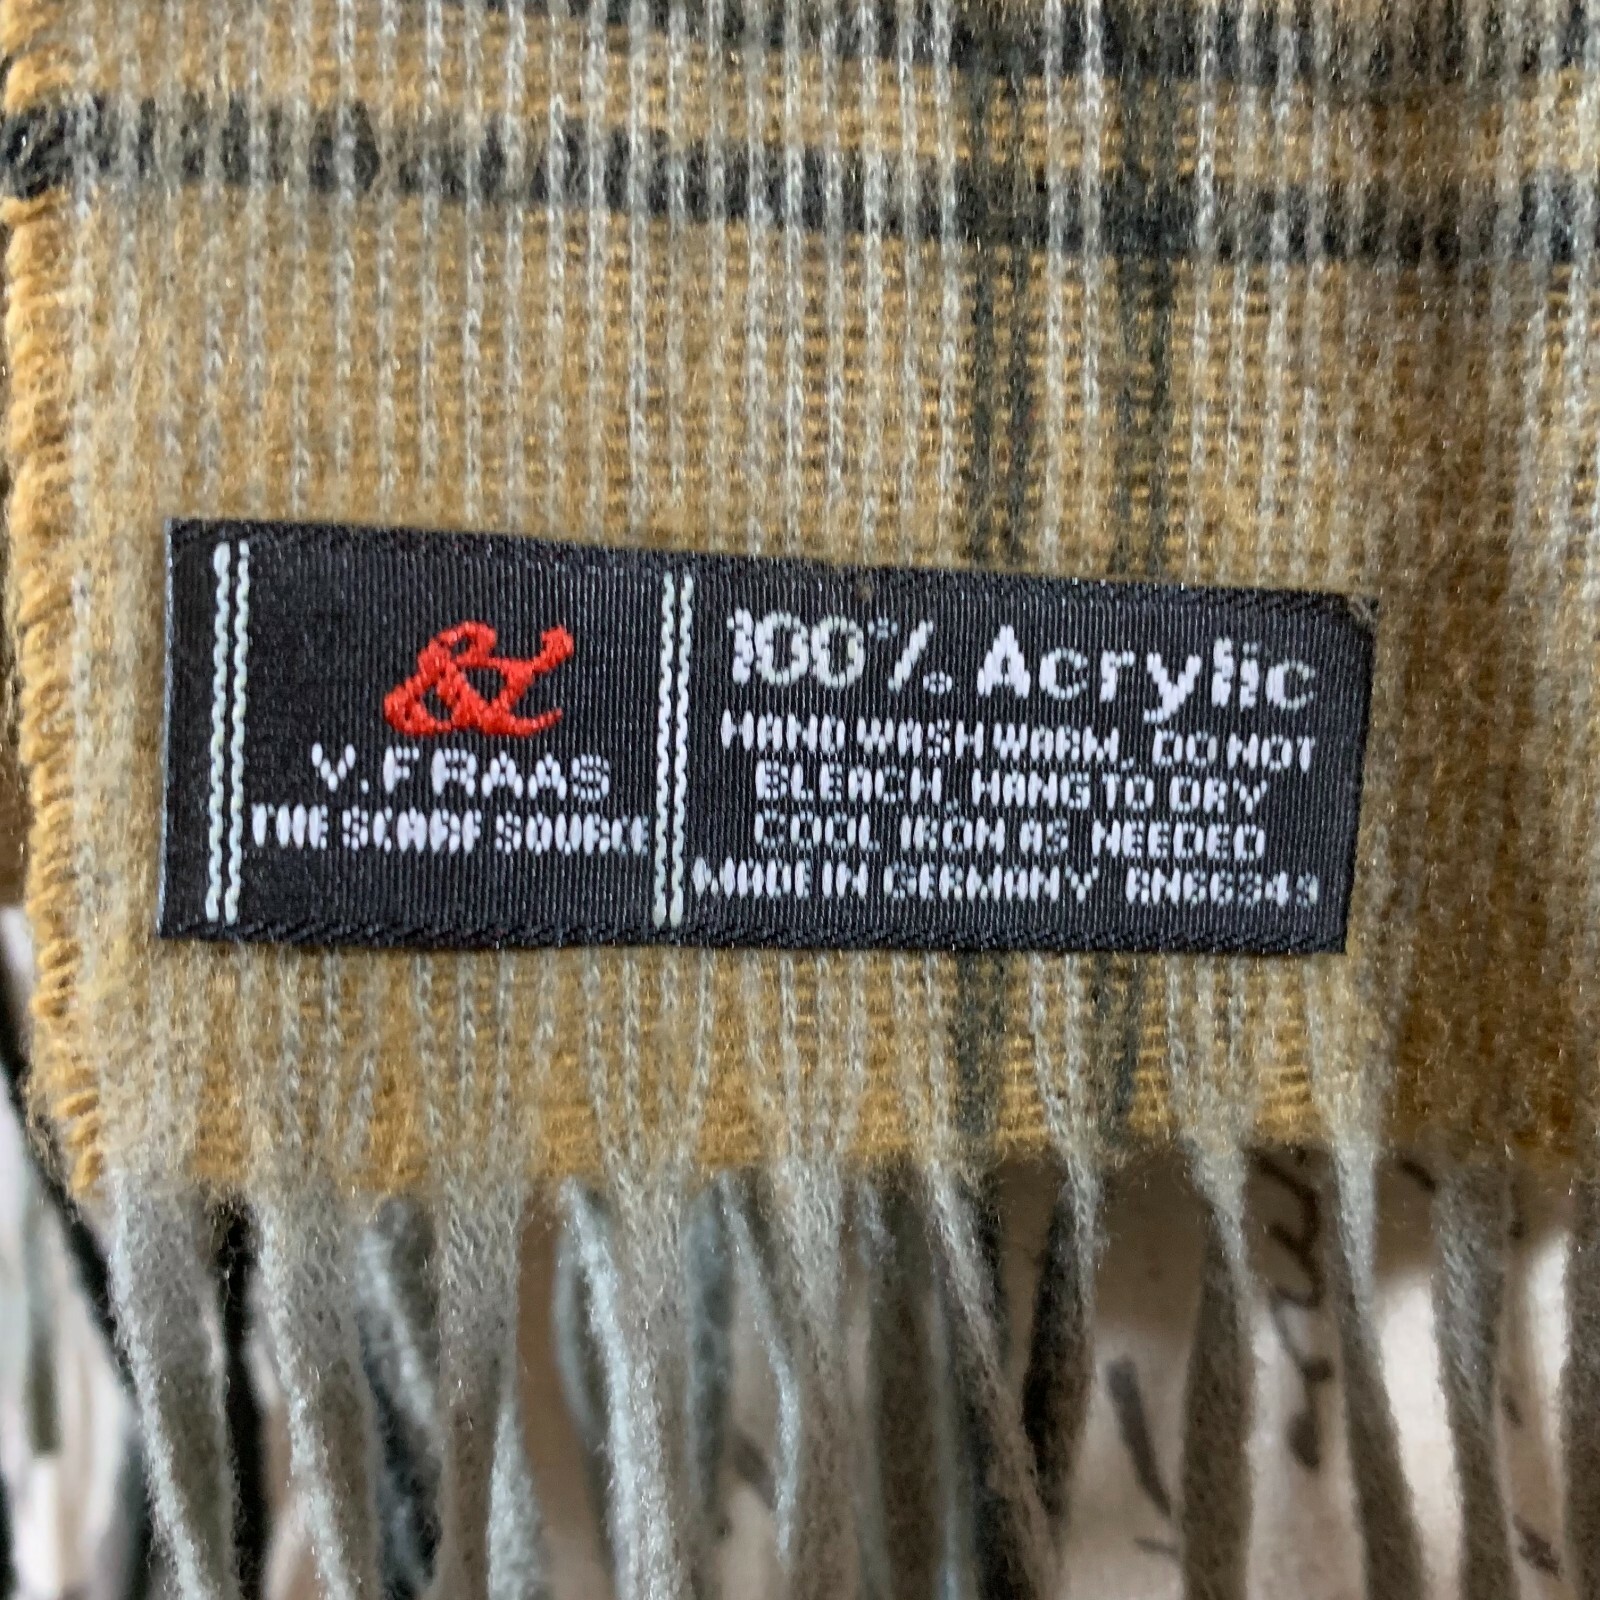 V. FRAAS
THE SCARF SOURCE
100% Acrylic
HAND WASH WARM, DO NOT
BLEACH, HANG TO DRY
COOL IRON AS NEEDED
MADE IN GERMANY RN66343